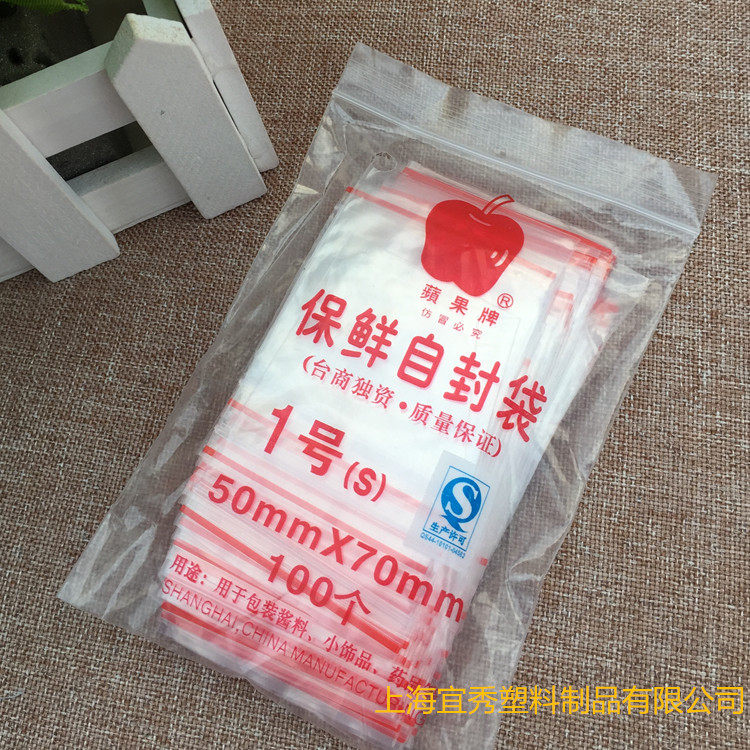 蘋果牌®
仿冒必究
保鲜自封袋
(台商独资·质量保证)
1号(S)
50mmX70mm
100个
生产许可
用途:用于包装酱料、小饰品、药
SHANGHAI,CHINA MANUFACTU
上海宜秀塑料制品有限公司